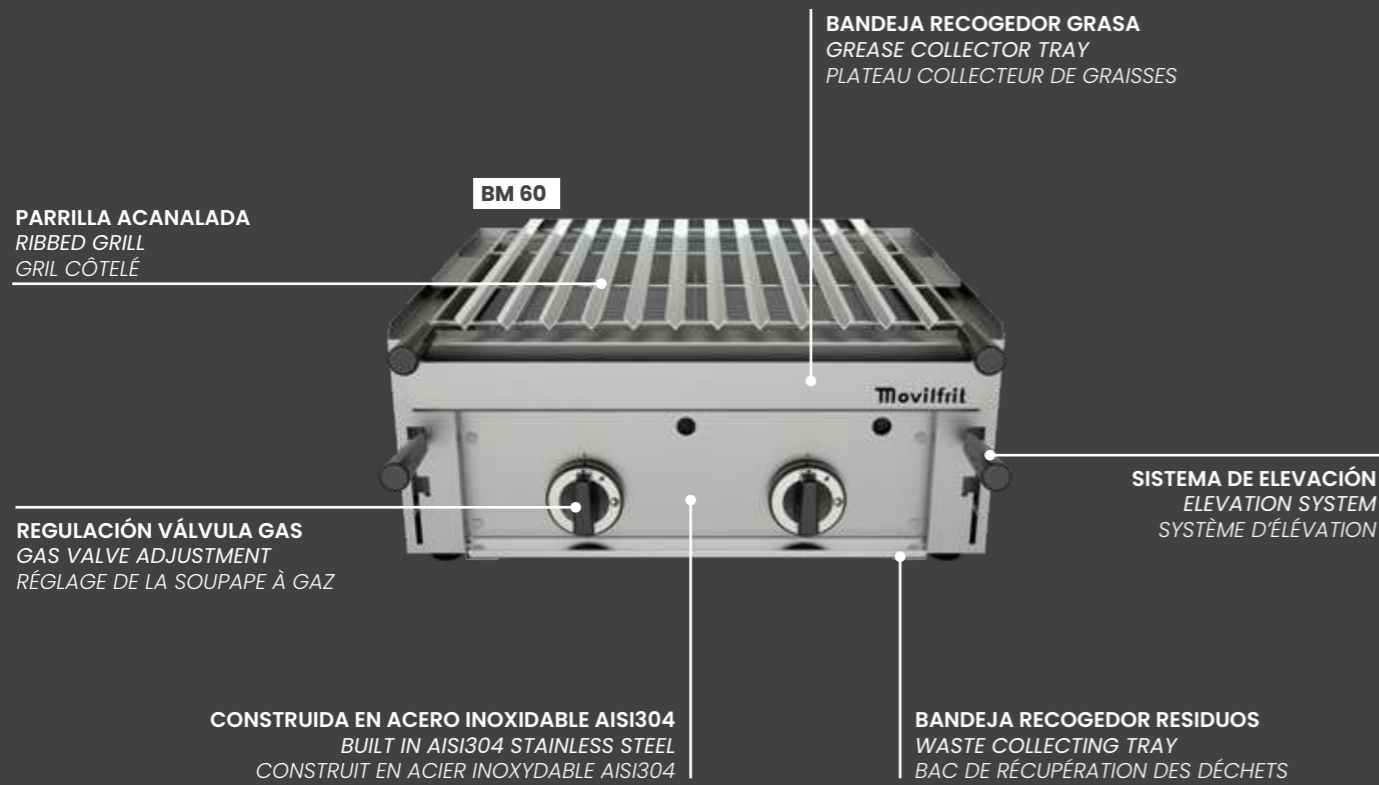 BANDEJA RECOGEDOR GRASA
GREASE COLLECTOR TRAY
PLATEAU COLLECTEUR DE GRAISSES
BM 60
PARRILLA ACANALADA
RIBBED GRILL
GRIL CÔTELÉ
Movilfrit
SISTEMA DE ELEVACIÓN
ELEVATION SYSTEM
SYSTÈME D'ÉLÉVATION
REGULACIÓN VÁLVULA GAS
GAS VALVE ADJUSTMENT
RÉGLAGE DE LA SOUPAPE À GAZ
CONSTRUIDA EN ACERO INOXIDABLE AISI304
BUILT IN AISI304 STAINLESS STEEL
CONSTRUIT EN ACIER INOXYDABLE AISI304
BANDEJA RECOGEDOR RESIDUOS
WASTE COLLECTING TRAY
BAC DE RÉCUPÉRATION DES DÉCHETS